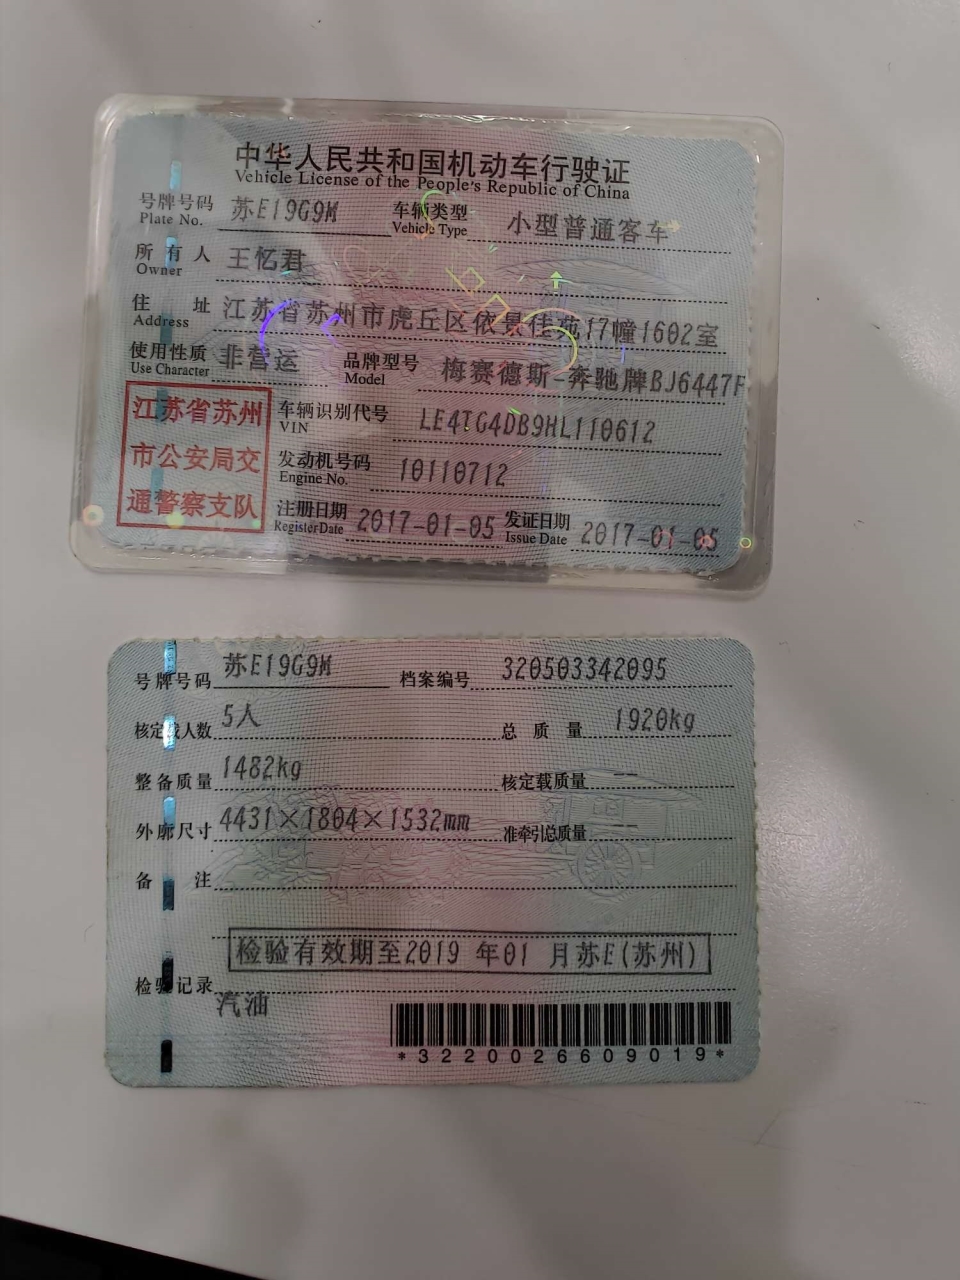 中华人民共和国机动车行驶证
Vehicle License of the People's Republic of China
号牌号码 苏E19G9M 车辆类型 小型普通客车
Plate No. Vehicle Type
所有人 王忆君
Owner
住址 江苏省苏州市虎丘区依景佳苑17幢1602室
Address
使用性质 非营运 品牌型号 梅赛德斯-奔驰牌BJ6447F
Use Character Model
江苏省苏州
市公安局交
通警察支队
车辆识别代号 LE4TG4DB9HL110612
VIN
发动机号码 10110712
Engine No.
注册日期 2017-01-05 发证日期 2017-01-05
Register Date Issue Date
号牌号码 苏E19G9M 档案编号 320503342095
核定载人数 5人 总质量 1920kg
整备质量 1482kg 核定载质量 --
外廓尺寸 4431×1804×1532mm 准牵引总质量 --
备注
检验有效期至2019年01月苏E(苏州)
检验记录
汽油
*3220026609019*